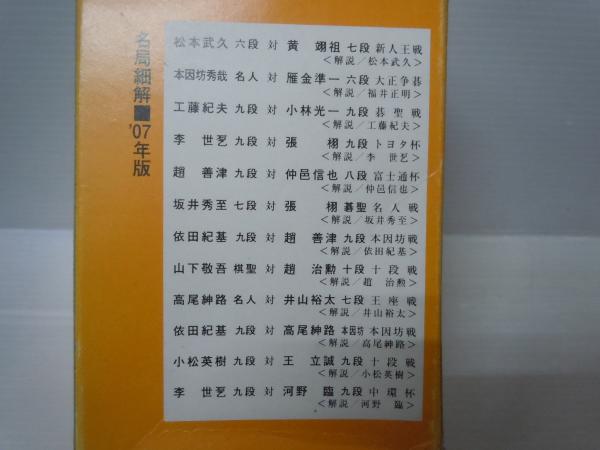 名局細解■'07年版
松本武久 六段 対 黄 翊祖 七段 新人王戦
＜解説／松本武久＞
本因坊秀哉 名人 対 雁金準一 六段 大正争碁
＜解説／福井正明＞
工藤紀夫 九段 対 小林光一 九段 碁聖戦
＜解説／工藤紀夫＞
李 世乭 九段 対 張 栩 九段 トヨタ杯
＜解説／李 世乭＞
趙 善津 九段 対 仲邑信也 八段 富士通杯
＜解説／仲邑信也＞
坂井秀至 七段 対 張 栩 碁聖 名人戦
＜解説／坂井秀至＞
依田紀基 九段 対 趙 善津 九段 本因坊戦
＜解説／依田紀基＞
山下敬吾 棋聖 対 趙 治勲 十段 十段戦
＜解説／趙 治勲＞
高尾紳路 名人 対 井山裕太 七段 王座戦
＜解説／井山裕太＞
依田紀基 九段 対 高尾紳路 本因坊 本因坊戦
＜解説／高尾紳路＞
小松英樹 九段 対 王 立誠 九段 十段戦
＜解説／小松英樹＞
李 世乭 九段 対 河野 臨 九段 中環杯
＜解説／河野 臨＞